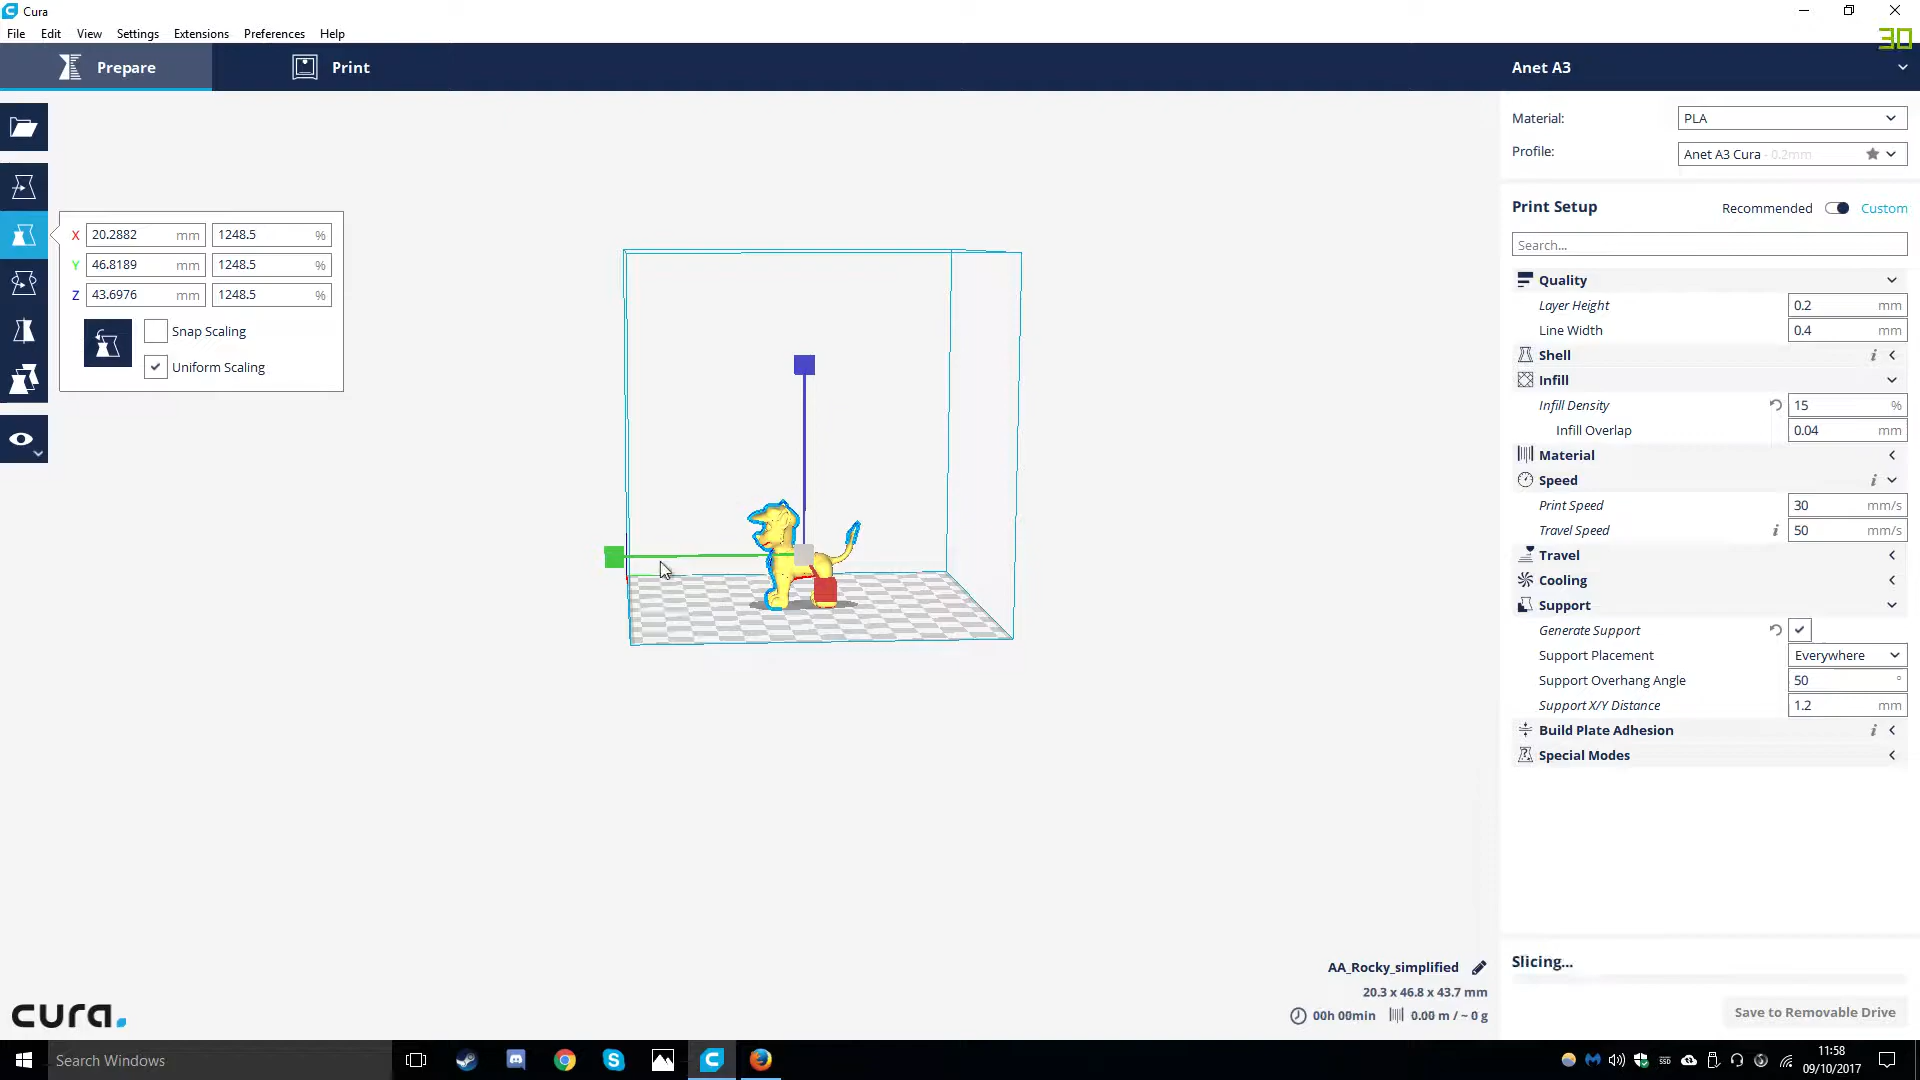 Cura
File Edit View Settings Extensions Preferences Help
30
Prepare Print Anet A3
Material: PLA
Profile: Anet A3 Cura - 0.2mm
X 20.2882 mm 1248.5 %
Y 46.8189 mm 1248.5 %
Z 43.6976 mm 1248.5 %
Snap Scaling
Uniform Scaling
Print Setup Recommended Custom
Search...
Quality
Layer Height 0.2 mm
Line Width 0.4 mm
Shell i
Infill
Infill Density 15 %
Infill Overlap 0.04 mm
Material
Speed i
Print Speed 30 mm/s
Travel Speed i 50 mm/s
Travel
Cooling
Support
Generate Support
Support Placement Everywhere
Support Overhang Angle 50 °
Support X/Y Distance 1.2 mm
Build Plate Adhesion i
Special Modes
AA_Rocky_simplified
20.3 x 46.8 x 43.7 mm
00h 00min 0.00 m / ~ 0 g
Slicing...
Save to Removable Drive
cura.
Search Windows
11:58
09/10/2017